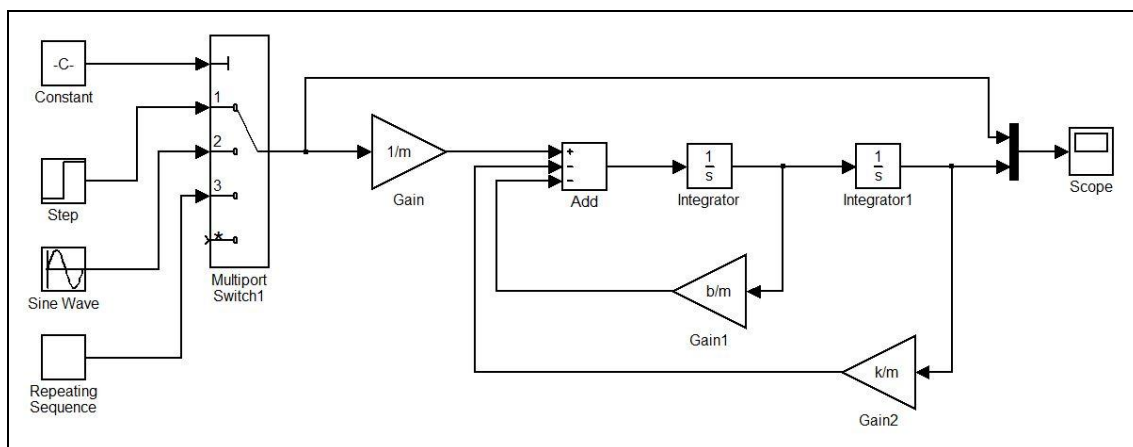 -C-
Constant
Step
Sine Wave
Repeating
Sequence
1
2
3
*
Multiport
Switch1
1/m
Gain
+
−
−
Add
1
s
Integrator
1
s
Integrator1
b/m
Gain1
k/m
Gain2
Scope